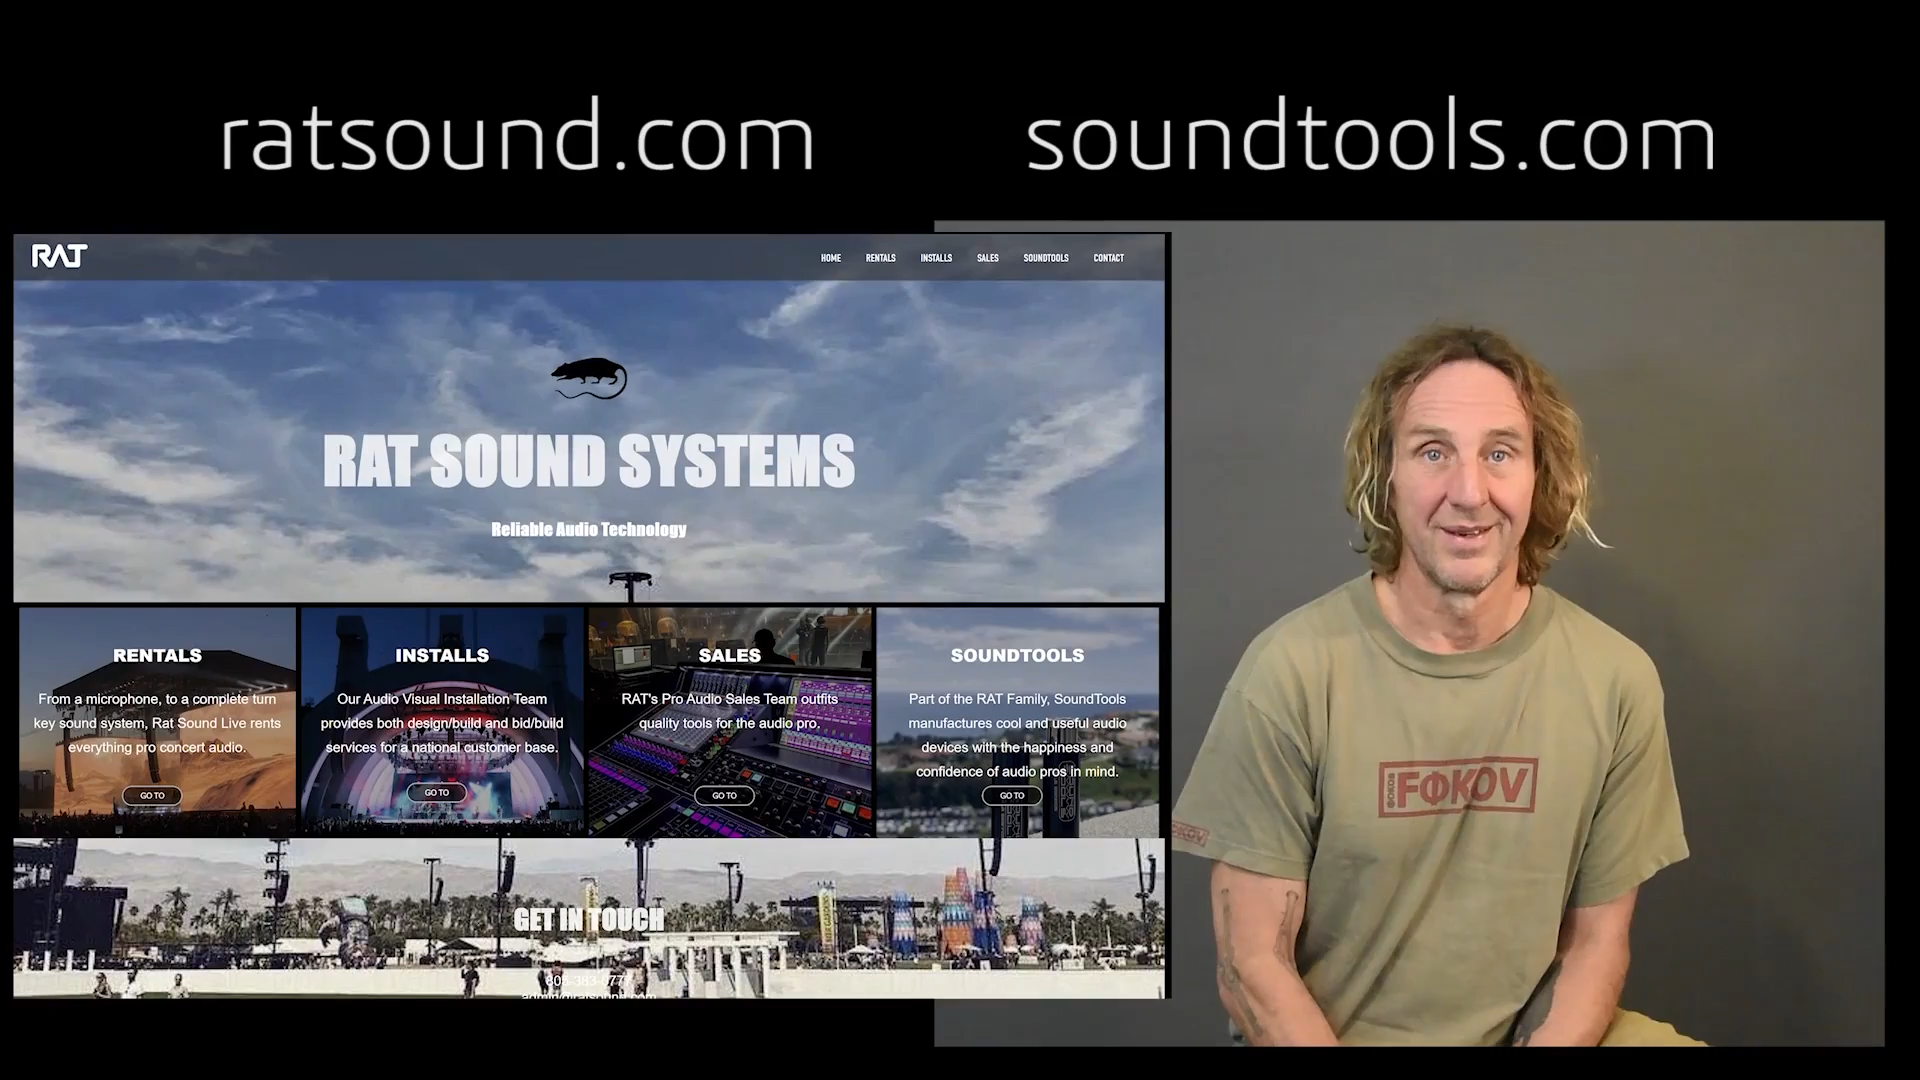 ratsound.com
soundtools.com
RAT
HOME RENTALS INSTALLS SALES SOUNDTOOLS CONTACT
RAT SOUND SYSTEMS
Reliable Audio Technology
RENTALS
From a microphone, to a complete turn
key sound system, Rat Sound Live rents
everything pro concert audio.
GO TO
INSTALLS
Our Audio Visual Installation Team
provides both design/build and bid/build
services for a national customer base.
GO TO
SALES
RAT's Pro Audio Sales Team outfits
quality tools for the audio pro.
GO TO
SOUNDTOOLS
Part of the RAT Family, SoundTools
manufactures cool and useful audio
devices with the happiness and
confidence of audio pros in mind.
GO TO
GET IN TOUCH
admin@ratsound.com
FΦKOV